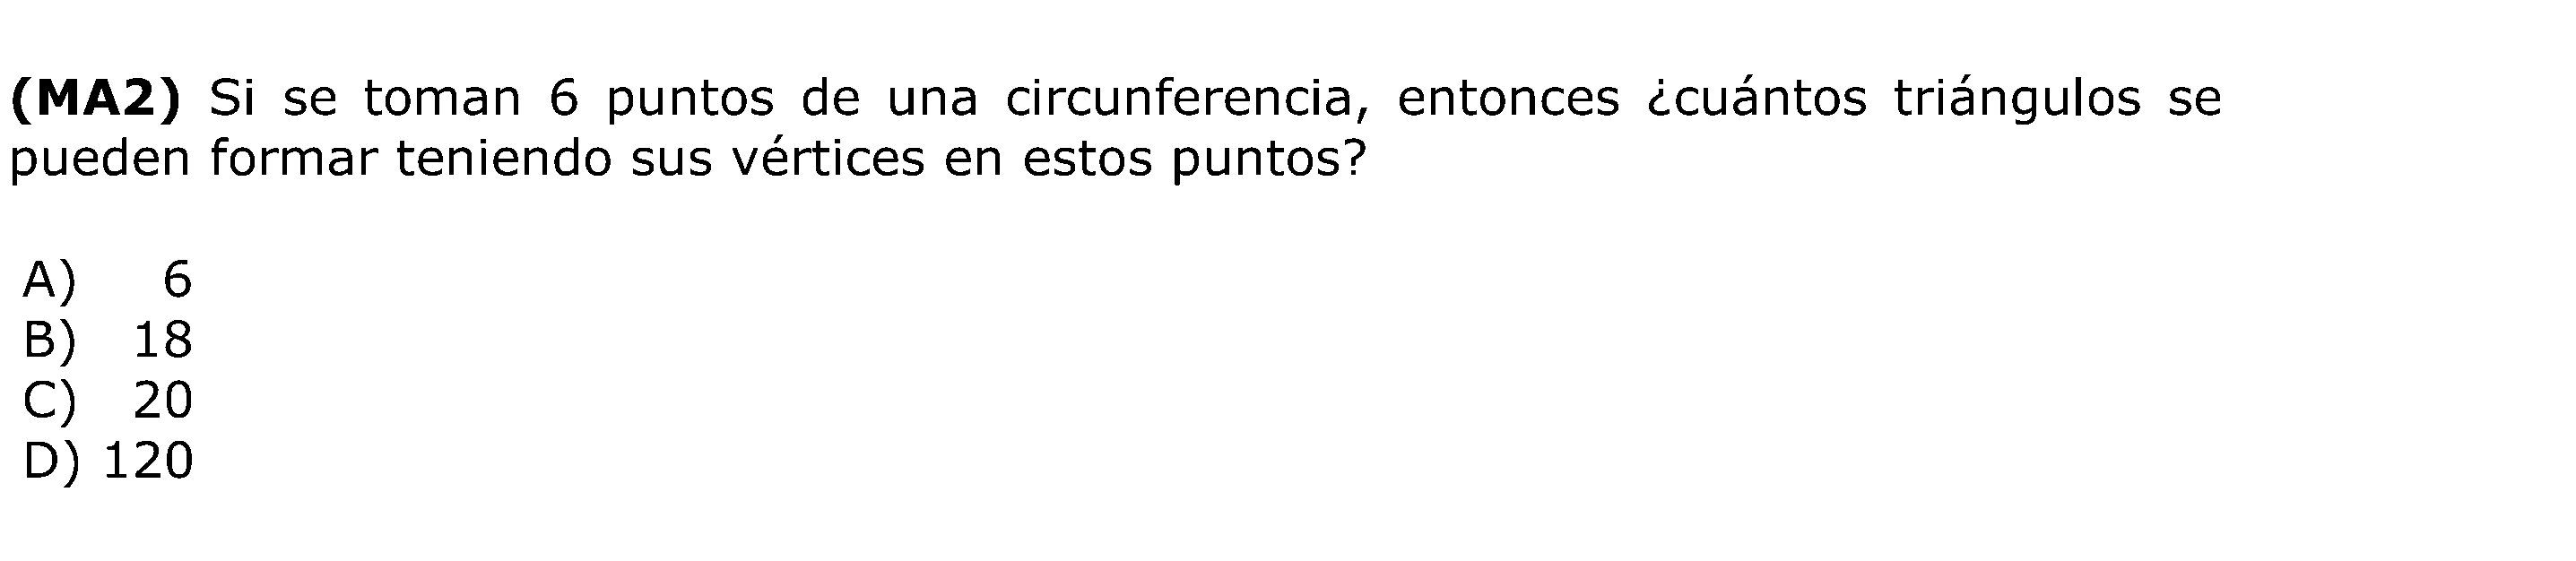 (MA2) Si se toman 6 puntos de una circunferencia, entonces ¿cuántos triángulos se
pueden formar teniendo sus vértices en estos puntos?
A) 6
B) 18
C) 20
D) 120